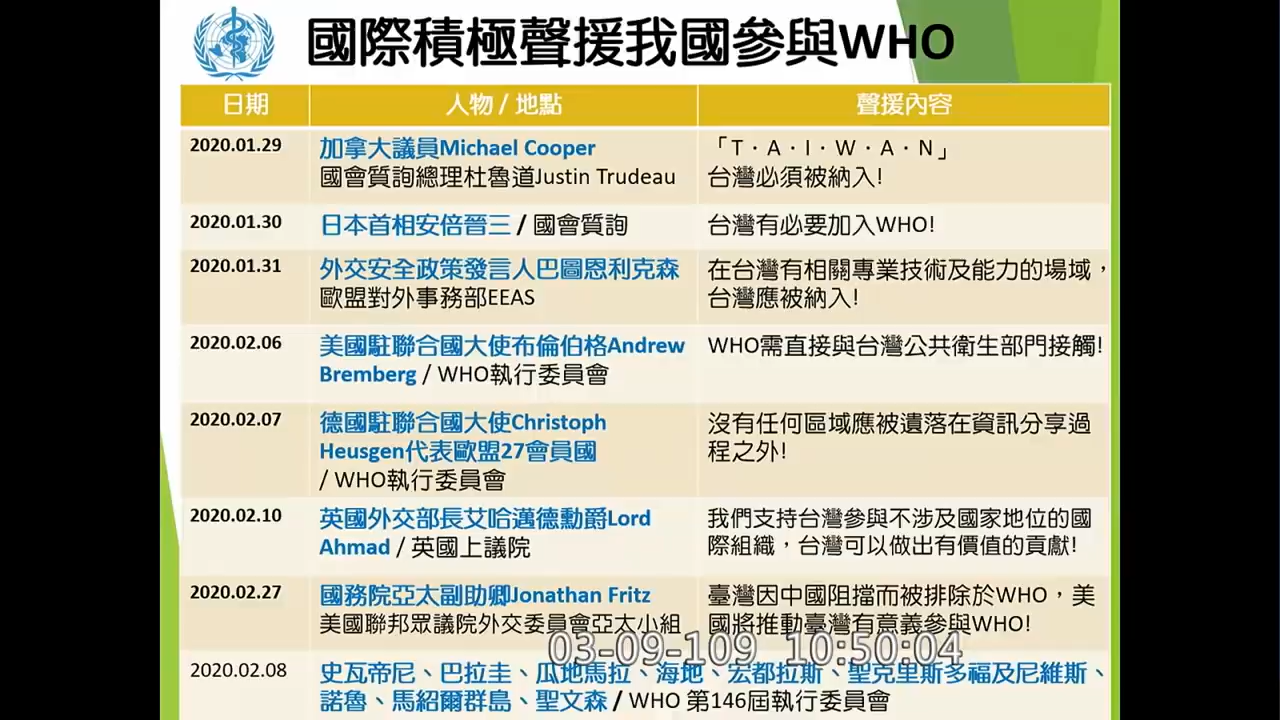 國際積極聲援我國參與WHO
日期 人物 / 地點 聲援內容
2020.01.29 加拿大議員Michael Cooper 「T．A．I．W．A．N」
國會質詢總理杜魯道Justin Trudeau 台灣必須被納入!
2020.01.30 日本首相安倍晉三 / 國會質詢 台灣有必要加入WHO!
2020.01.31 外交安全政策發言人巴圖恩利克森 在台灣有相關專業技術及能力的場域，
歐盟對外事務部EEAS 台灣應被納入!
2020.02.06 美國駐聯合國大使布倫伯格Andrew WHO需直接與台灣公共衛生部門接觸!
Bremberg / WHO執行委員會
2020.02.07 德國駐聯合國大使Christoph 沒有任何區域應被遺落在資訊分享過
Heusgen代表歐盟27會員國 程之外!
/ WHO執行委員會
2020.02.10 英國外交部長艾哈邁德勳爵Lord 我們支持台灣參與不涉及國家地位的國
Ahmad / 英國上議院 際組織，台灣可以做出有價值的貢獻!
2020.02.27 國務院亞太副助卿Jonathan Fritz 臺灣因中國阻擋而被排除於WHO，美
美國聯邦眾議院外交委員會亞太小組 國將推動臺灣有意義參與WHO!
03-09-109 10:50:04
2020.02.08 史瓦帝尼、巴拉圭、瓜地馬拉、海地、宏都拉斯、聖克里斯多福及尼維斯、
諾魯、馬紹爾群島、聖文森 / WHO 第146屆執行委員會